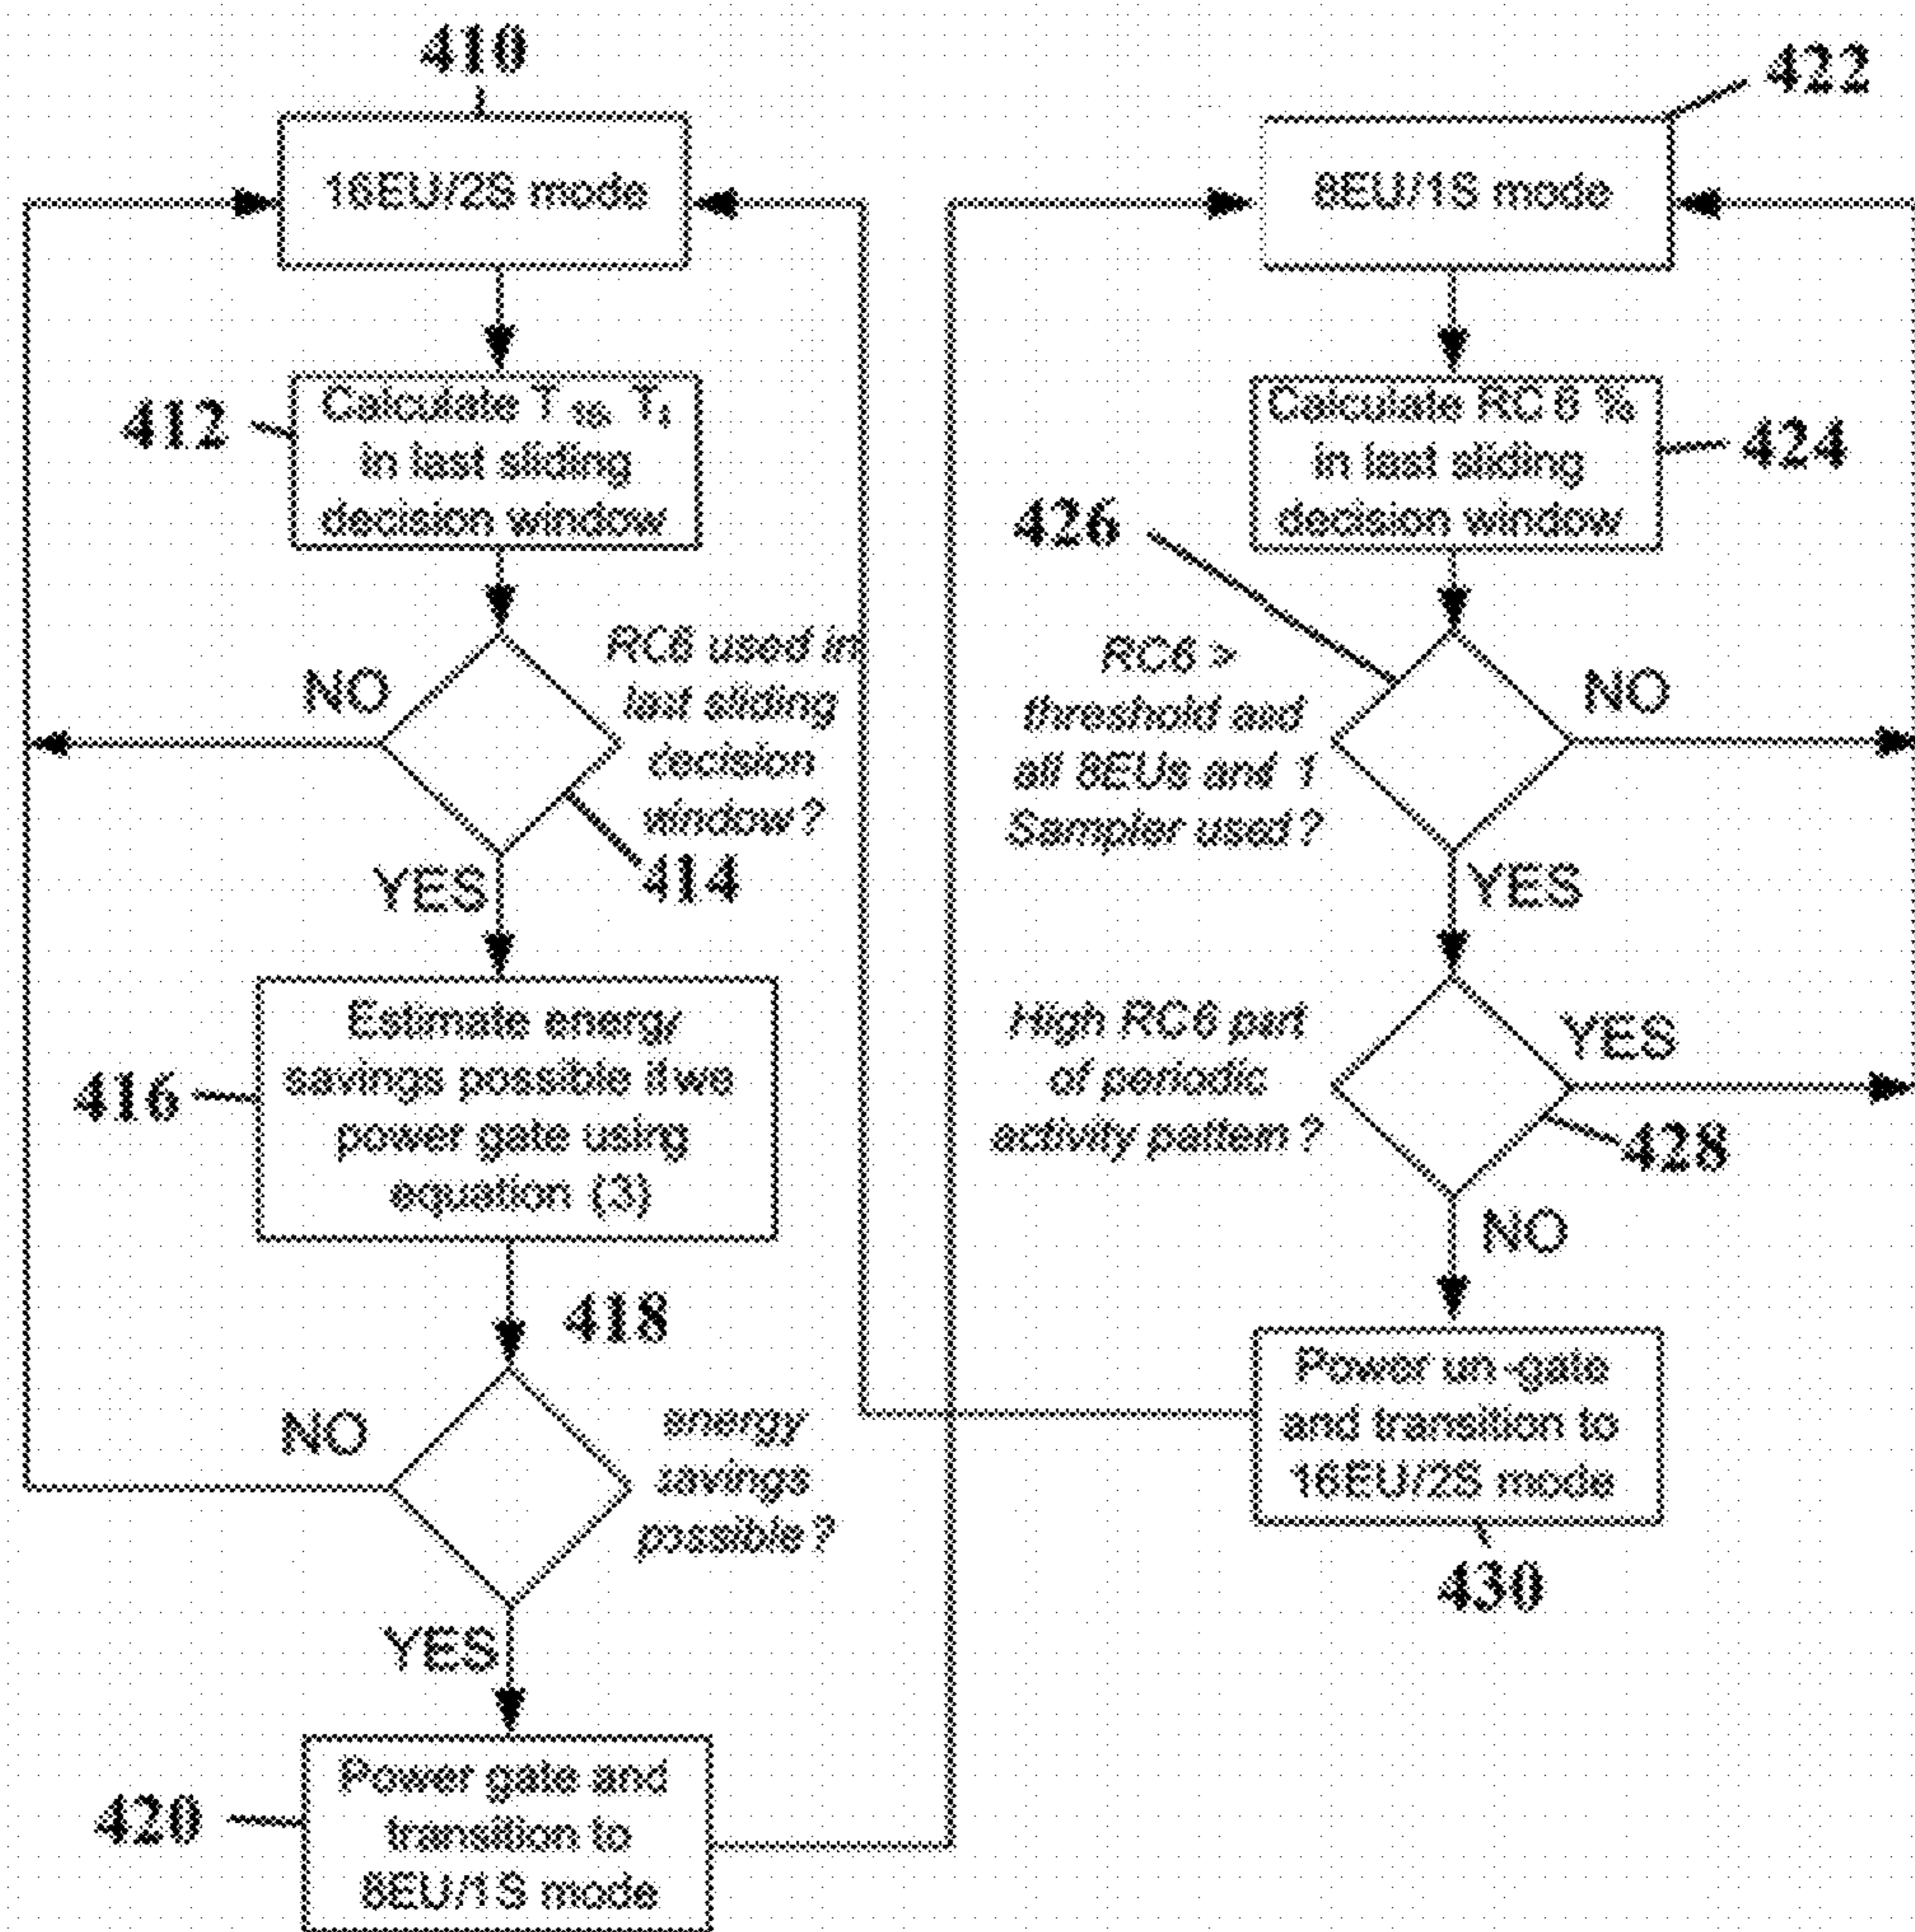 410
16EU/2S mode
412
Calculate T 16, Ti
in last sliding
decision window
NO
RC6 used in
last sliding
decision
window?
414
YES
416
Estimate energy
savings possible if we
power gate using
equation (3)
418
NO
energy
savings
possible?
YES
420
Power gate and
transition to
8EU/1S mode
422
8EU/1S mode
Calculate RC6 %
in last sliding
decision window
424
426
RC6 >
threshold and
all 8EUs and 1
Sampler used?
NO
YES
High RC6 part
of periodic
activity pattern?
YES
428
NO
Power un-gate
and transition to
16EU/2S mode
430